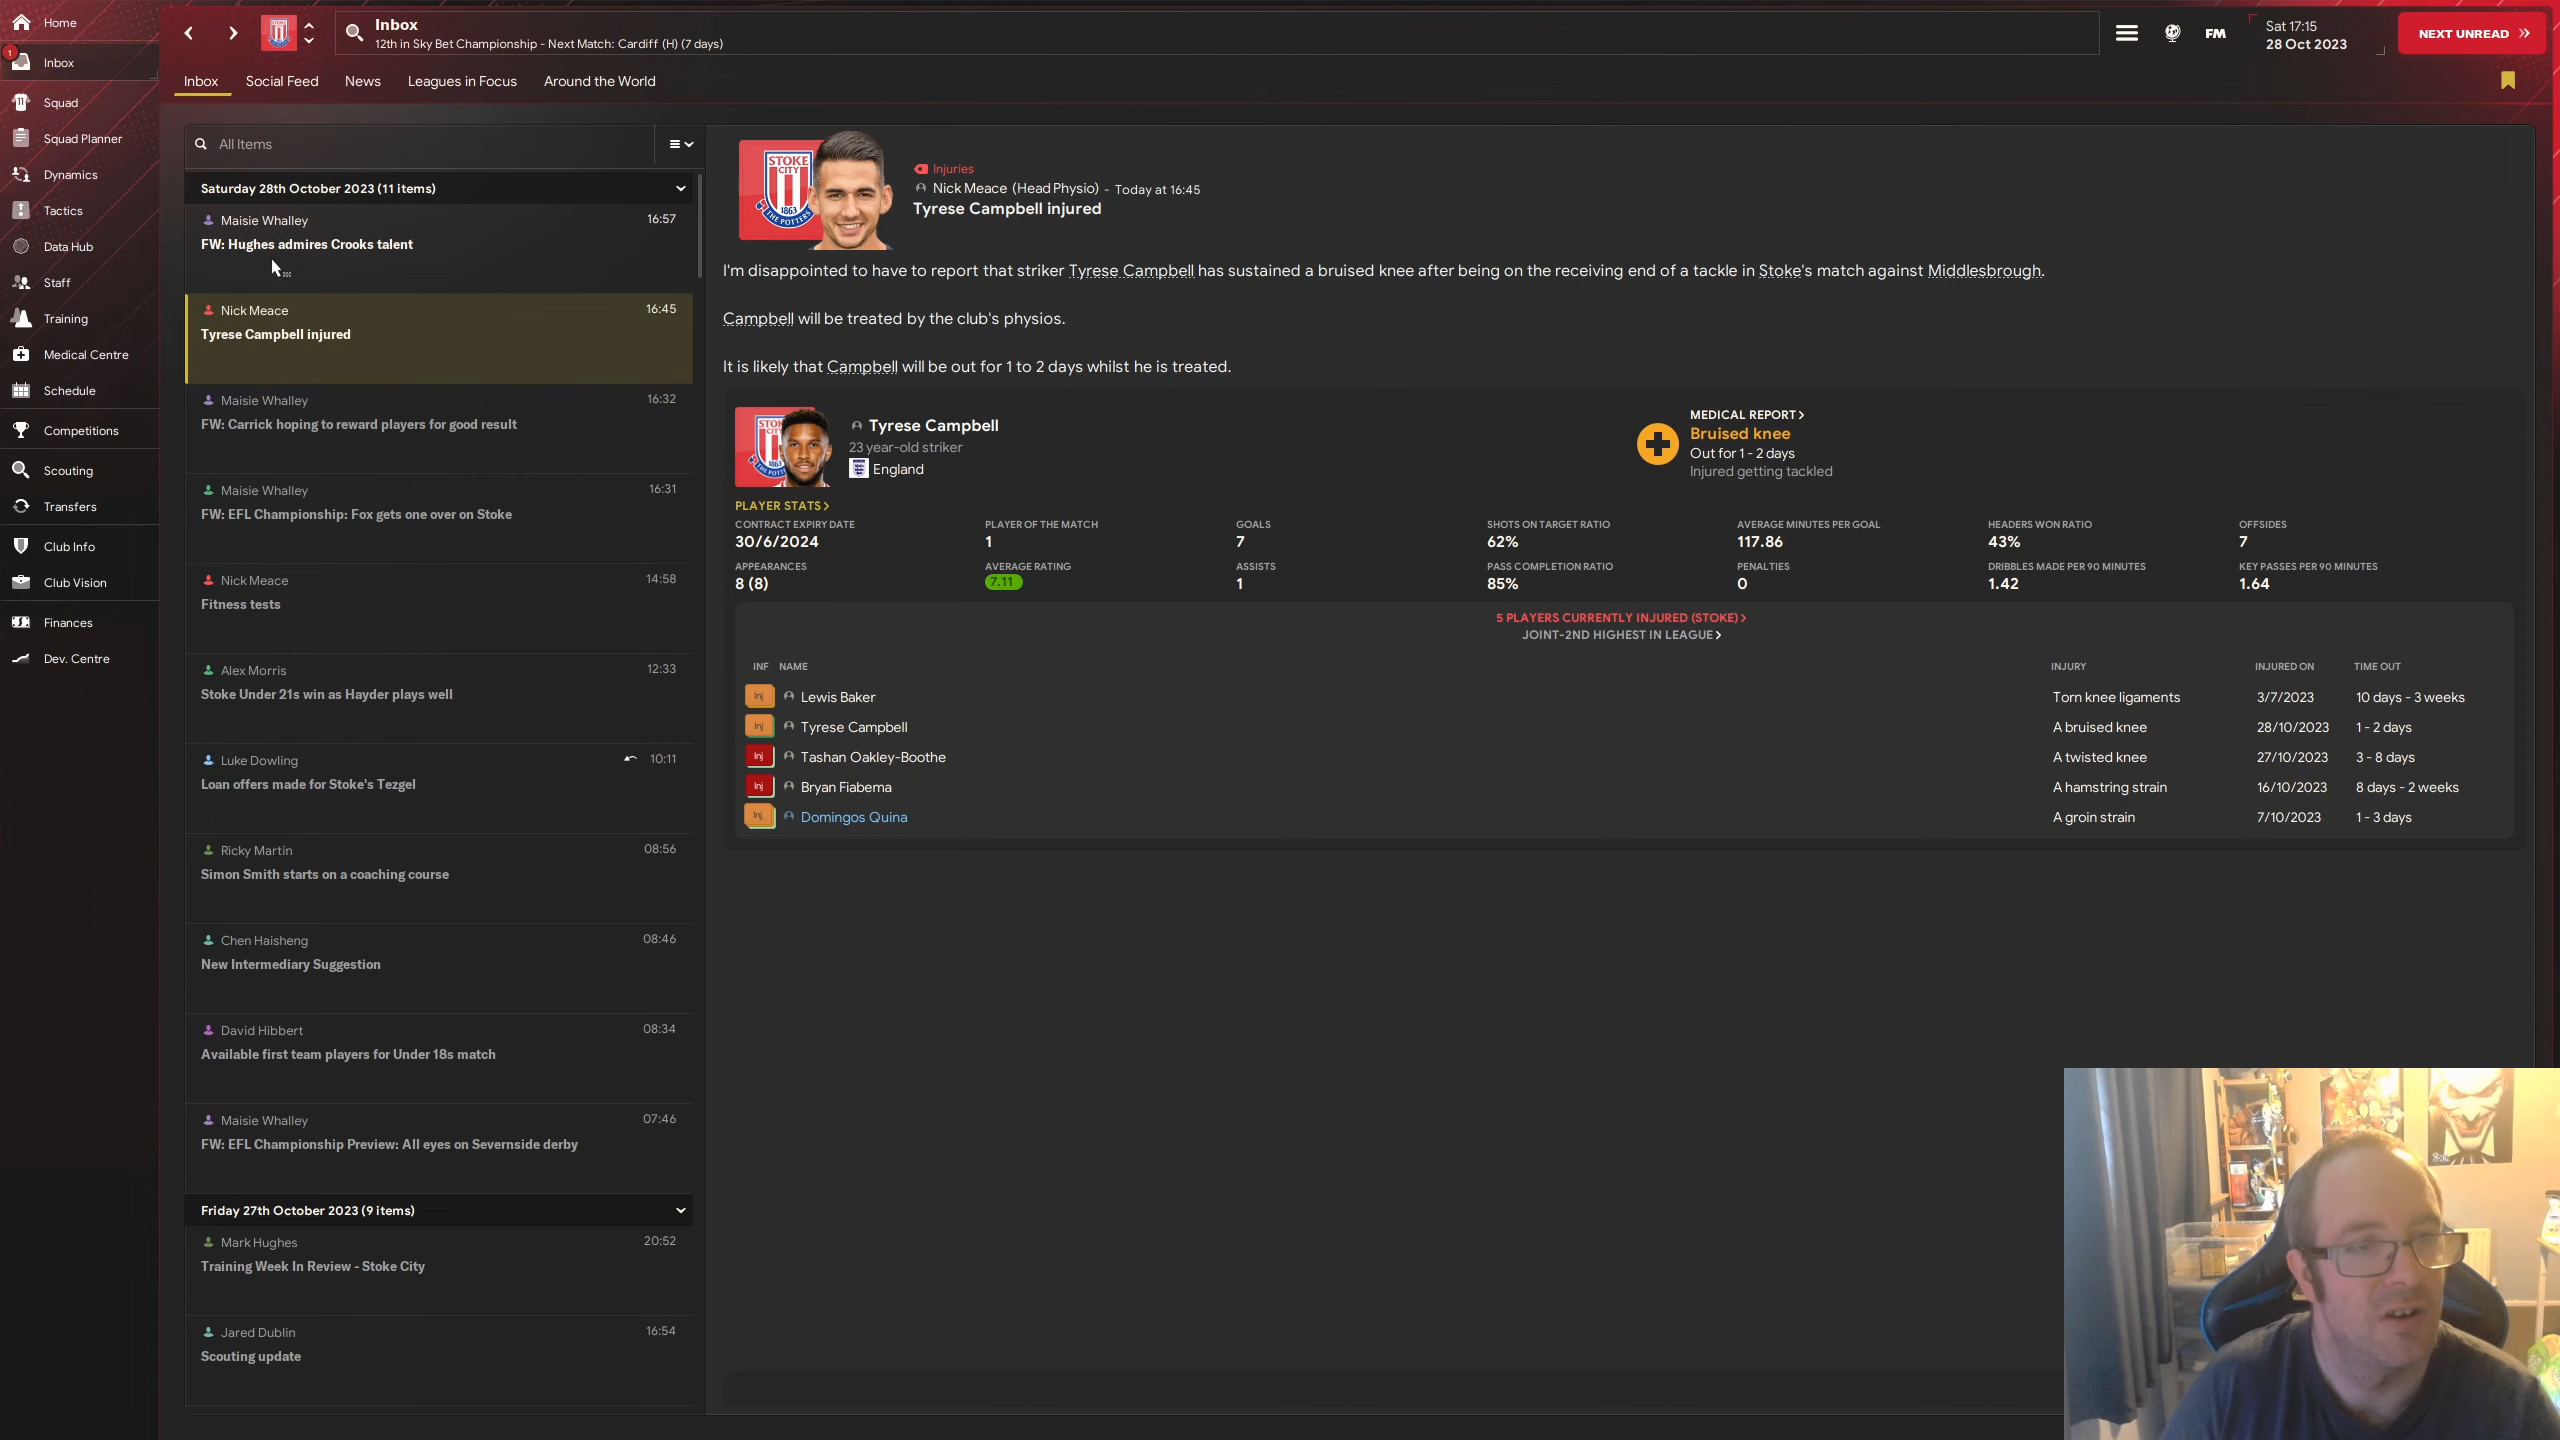 Home
1
Inbox
Squad
Squad Planner
Dynamics
Tactics
Data Hub
Staff
Training
Medical Centre
Schedule
Competitions
Scouting
Transfers
Club Info
Club Vision
Finances
Dev. Centre
Inbox
12th in Sky Bet Championship - Next Match: Cardiff (H) (7 days)
FM
Sat 17:15
28 Oct 2023
NEXT UNREAD
Inbox
Social Feed
News
Leagues in Focus
Around the World
All Items
Saturday 28th October 2023 (11 items)
Maisie Whalley 16:57
FW: Hughes admires Crooks talent
Nick Meace 16:45
Tyrese Campbell injured
Maisie Whalley 16:32
FW: Carrick hoping to reward players for good result
Maisie Whalley 16:31
FW: EFL Championship: Fox gets one over on Stoke
Nick Meace 14:58
Fitness tests
Alex Morris 12:33
Stoke Under 21s win as Hayder plays well
Luke Dowling 10:11
Loan offers made for Stoke's Tezgel
Ricky Martin 08:56
Simon Smith starts on a coaching course
Chen Haisheng 08:46
New Intermediary Suggestion
David Hibbert 08:34
Available first team players for Under 18s match
Maisie Whalley 07:46
FW: EFL Championship Preview: All eyes on Severnside derby
Friday 27th October 2023 (9 items)
Mark Hughes 20:52
Training Week In Review - Stoke City
Jared Dublin 16:54
Scouting update
STOKE
CITY
1863
THE POTTERS
Injuries
Nick Meace (Head Physio) - Today at 16:45
Tyrese Campbell injured
I'm disappointed to have to report that striker Tyrese Campbell has sustained a bruised knee after being on the receiving end of a tackle in Stoke's match against Middlesbrough.
Campbell will be treated by the club's physios.
It is likely that Campbell will be out for 1 to 2 days whilst he is treated.
Tyrese Campbell
23 year-old striker
England
MEDICAL REPORT
Bruised knee
Out for 1 - 2 days
Injured getting tackled
PLAYER STATS
CONTRACT EXPIRY DATE PLAYER OF THE MATCH GOALS SHOTS ON TARGET RATIO AVERAGE MINUTES PER GOAL HEADERS WON RATIO OFFSIDES
30/6/2024 1 7 62% 117.86 43% 7
APPEARANCES AVERAGE RATING ASSISTS PASS COMPLETION RATIO PENALTIES DRIBBLES MADE PER 90 MINUTES KEY PASSES PER 90 MINUTES
8 (8) 7.11 1 85% 0 1.42 1.64
5 PLAYERS CURRENTLY INJURED (STOKE)
JOINT-2ND HIGHEST IN LEAGUE
INF NAME INJURY INJURED ON TIME OUT
Inj Lewis Baker Torn knee ligaments 3/7/2023 10 days - 3 weeks
Inj Tyrese Campbell A bruised knee 28/10/2023 1 - 2 days
Inj Tashan Oakley-Boothe A twisted knee 27/10/2023 3 - 8 days
Inj Bryan Fiabema A hamstring strain 16/10/2023 8 days - 2 weeks
Inj Domingos Quina A groin strain 7/10/2023 1 - 3 days